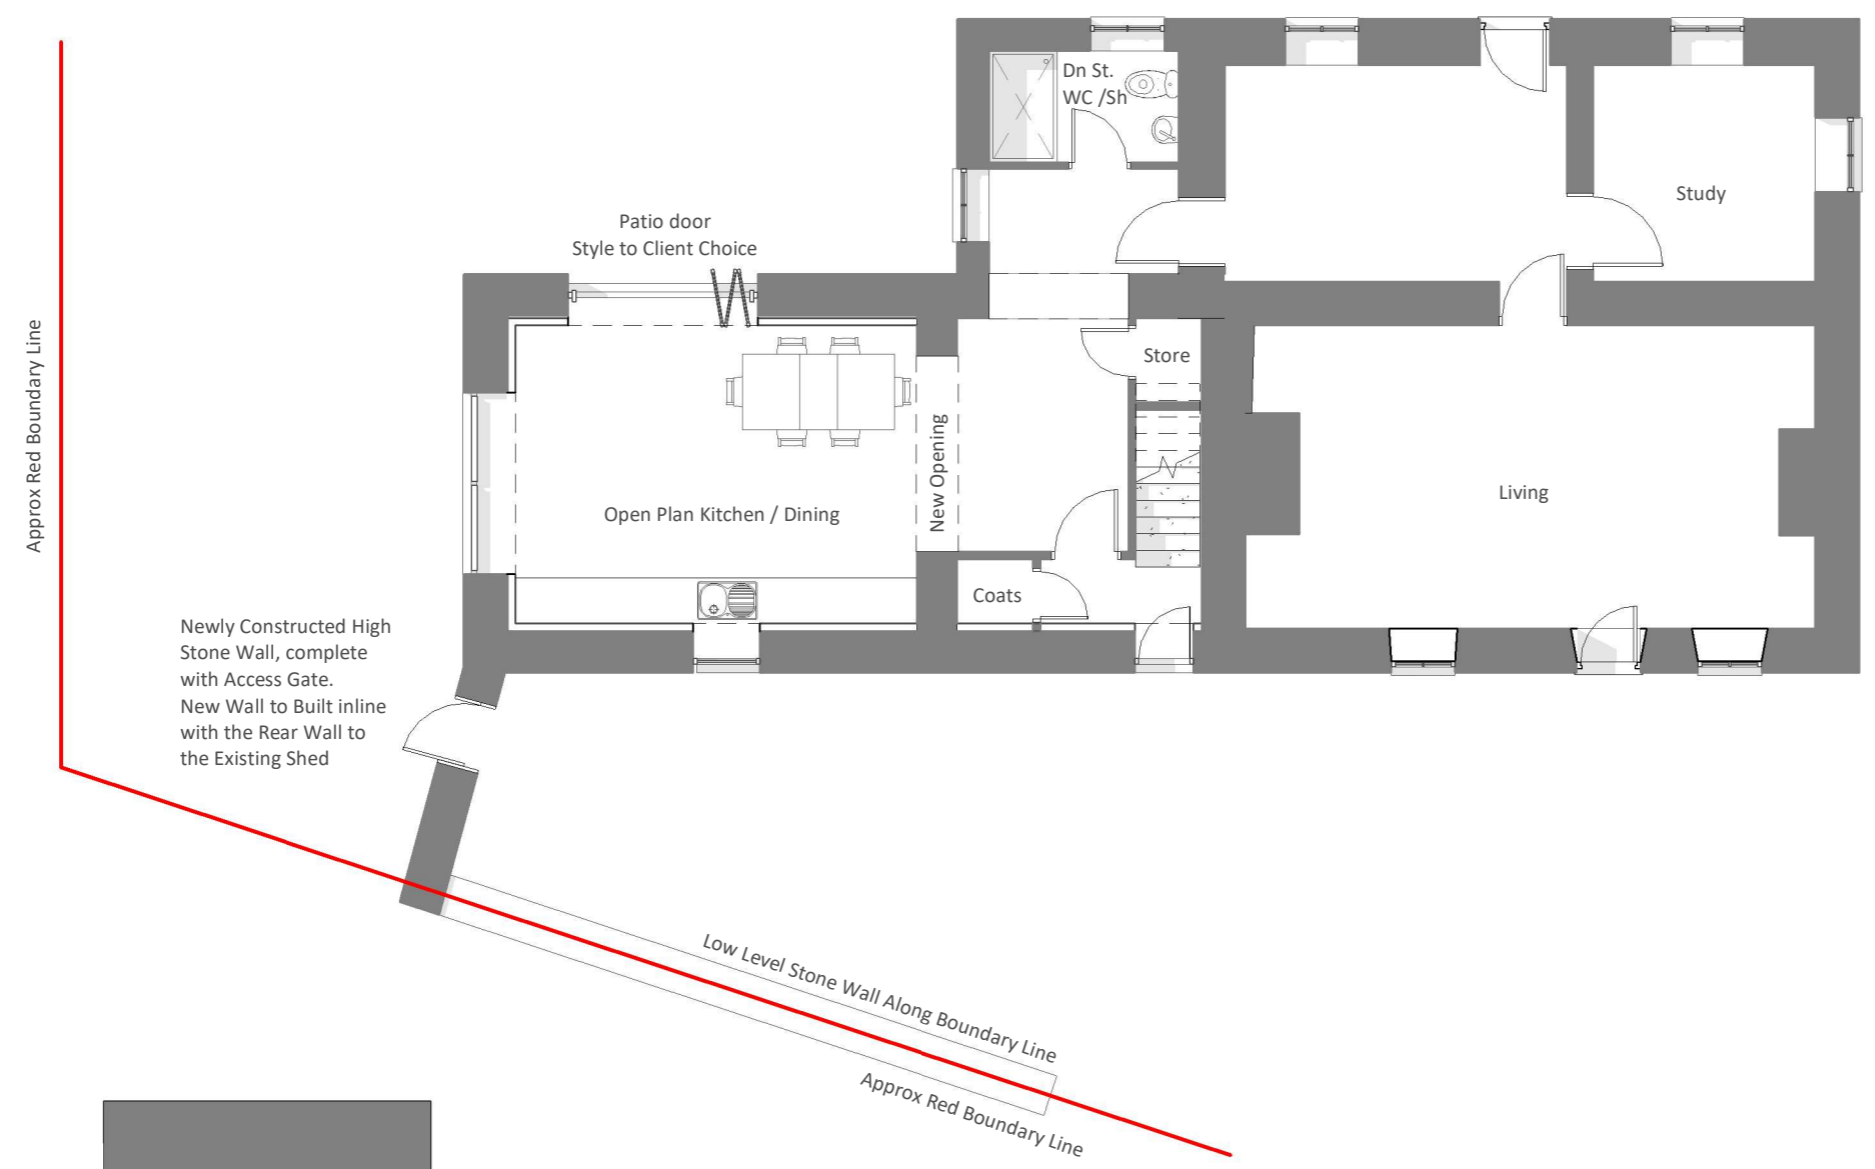 Dn St.
WC /Sh
Study
Patio door
Style to Client Choice
Approx Red Boundary Line
Store
New Opening
Living
Open Plan Kitchen / Dining
Coats
Newly Constructed High
Stone Wall, complete
with Access Gate.
New Wall to Built inline
with the Rear Wall to
the Existing Shed
Low Level Stone Wall Along Boundary Line
Approx Red Boundary Line